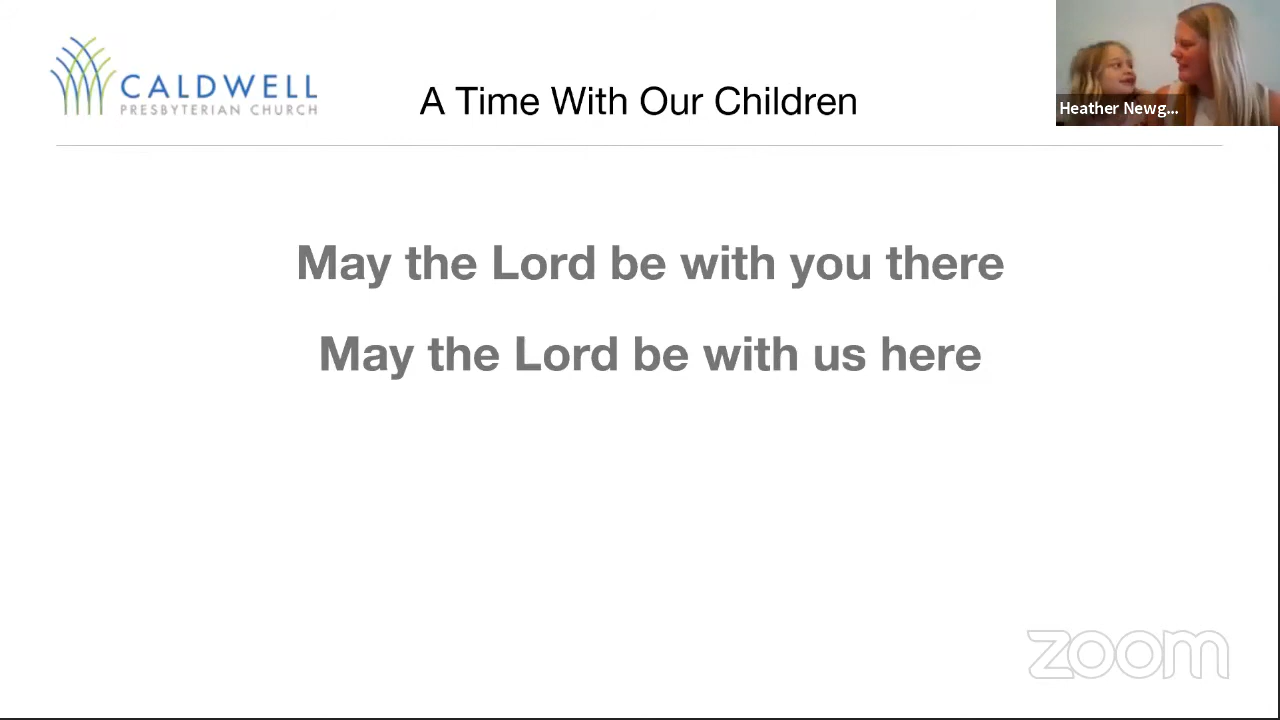 CALDWELL
PRESBYTERIAN CHURCH
A Time With Our Children
Heather Newg...
May the Lord be with you there
May the Lord be with us here
zoom